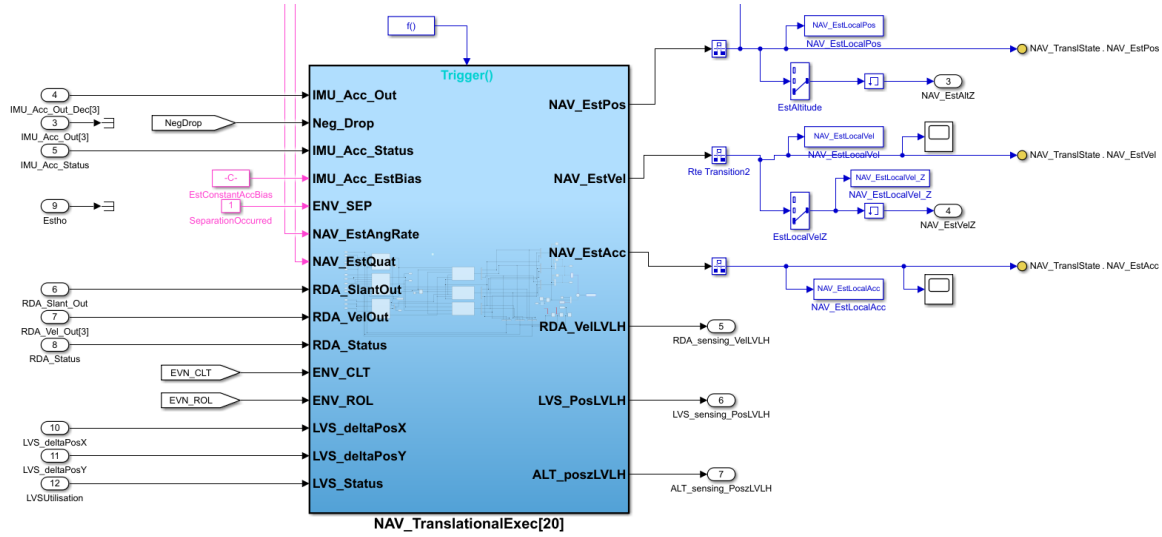 f()
Trigger()
4
IMU_Acc_Out_Dec[3]
3
IMU_Acc_Out[3]
5
IMU_Acc_Status
9
Estho
6
RDA_Slant_Out
7
RDA_Vel_Out[3]
8
RDA_Status
10
LVS_deltaPosX
11
LVS_deltaPosY
12
LVSUtilisation
NegDrop
-C-
EstConstantAccBias
1
SeparationOccurred
EVN_CLT
EVN_ROL
IMU_Acc_Out
Neg_Drop
IMU_Acc_Status
IMU_Acc_EstBias
ENV_SEP
NAV_EstAngRate
NAV_EstQuat
RDA_SlantOut
RDA_VelOut
RDA_Status
ENV_CLT
ENV_ROL
LVS_deltaPosX
LVS_deltaPosY
LVS_Status
NAV_EstPos
NAV_EstVel
NAV_EstAcc
RDA_VelLVLH
LVS_PosLVLH
ALT_poszLVLH
NAV_TranslationalExec[20]
NAV_EstLocalPos
NAV_EstLocalPos
NAV_TranslState . NAV_EstPos
EstAltitude
3
NAV_EstAltZ
Rte Transition2
NAV_EstLocalVel
NAV_EstLocalVel
NAV_TranslState . NAV_EstVel
NAV_EstLocalVel_Z
NAV_EstLocalVel_Z
EstLocalVelZ
4
NAV_EstVelZ
NAV_TranslState . NAV_EstAcc
NAV_EstLocalAcc
NAV_EstLocalAcc
5
RDA_sensing_VelLVLH
6
LVS_sensing_PosLVLH
7
ALT_sensing_PoszLVLH